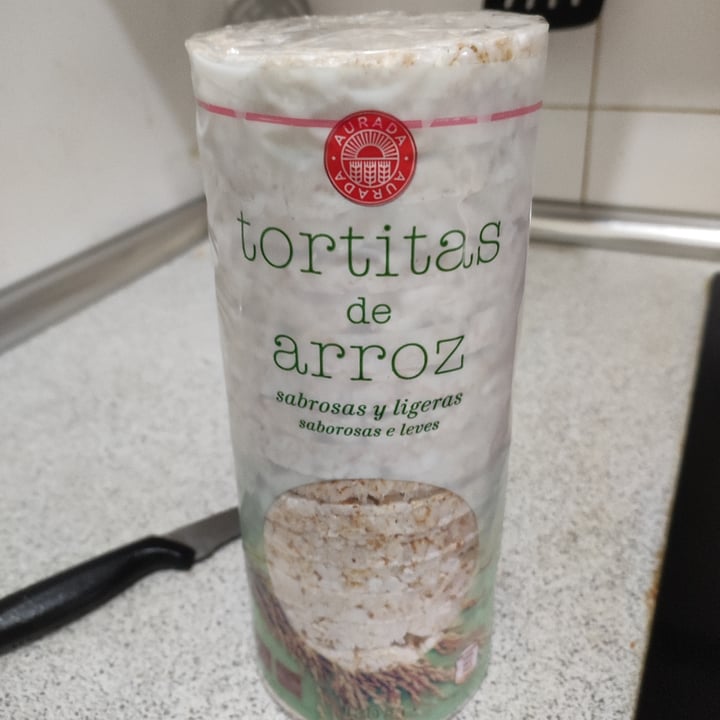 AURADA
AURADA
tortitas
de
arroz
sabrosas y ligeras
saborosas e leves